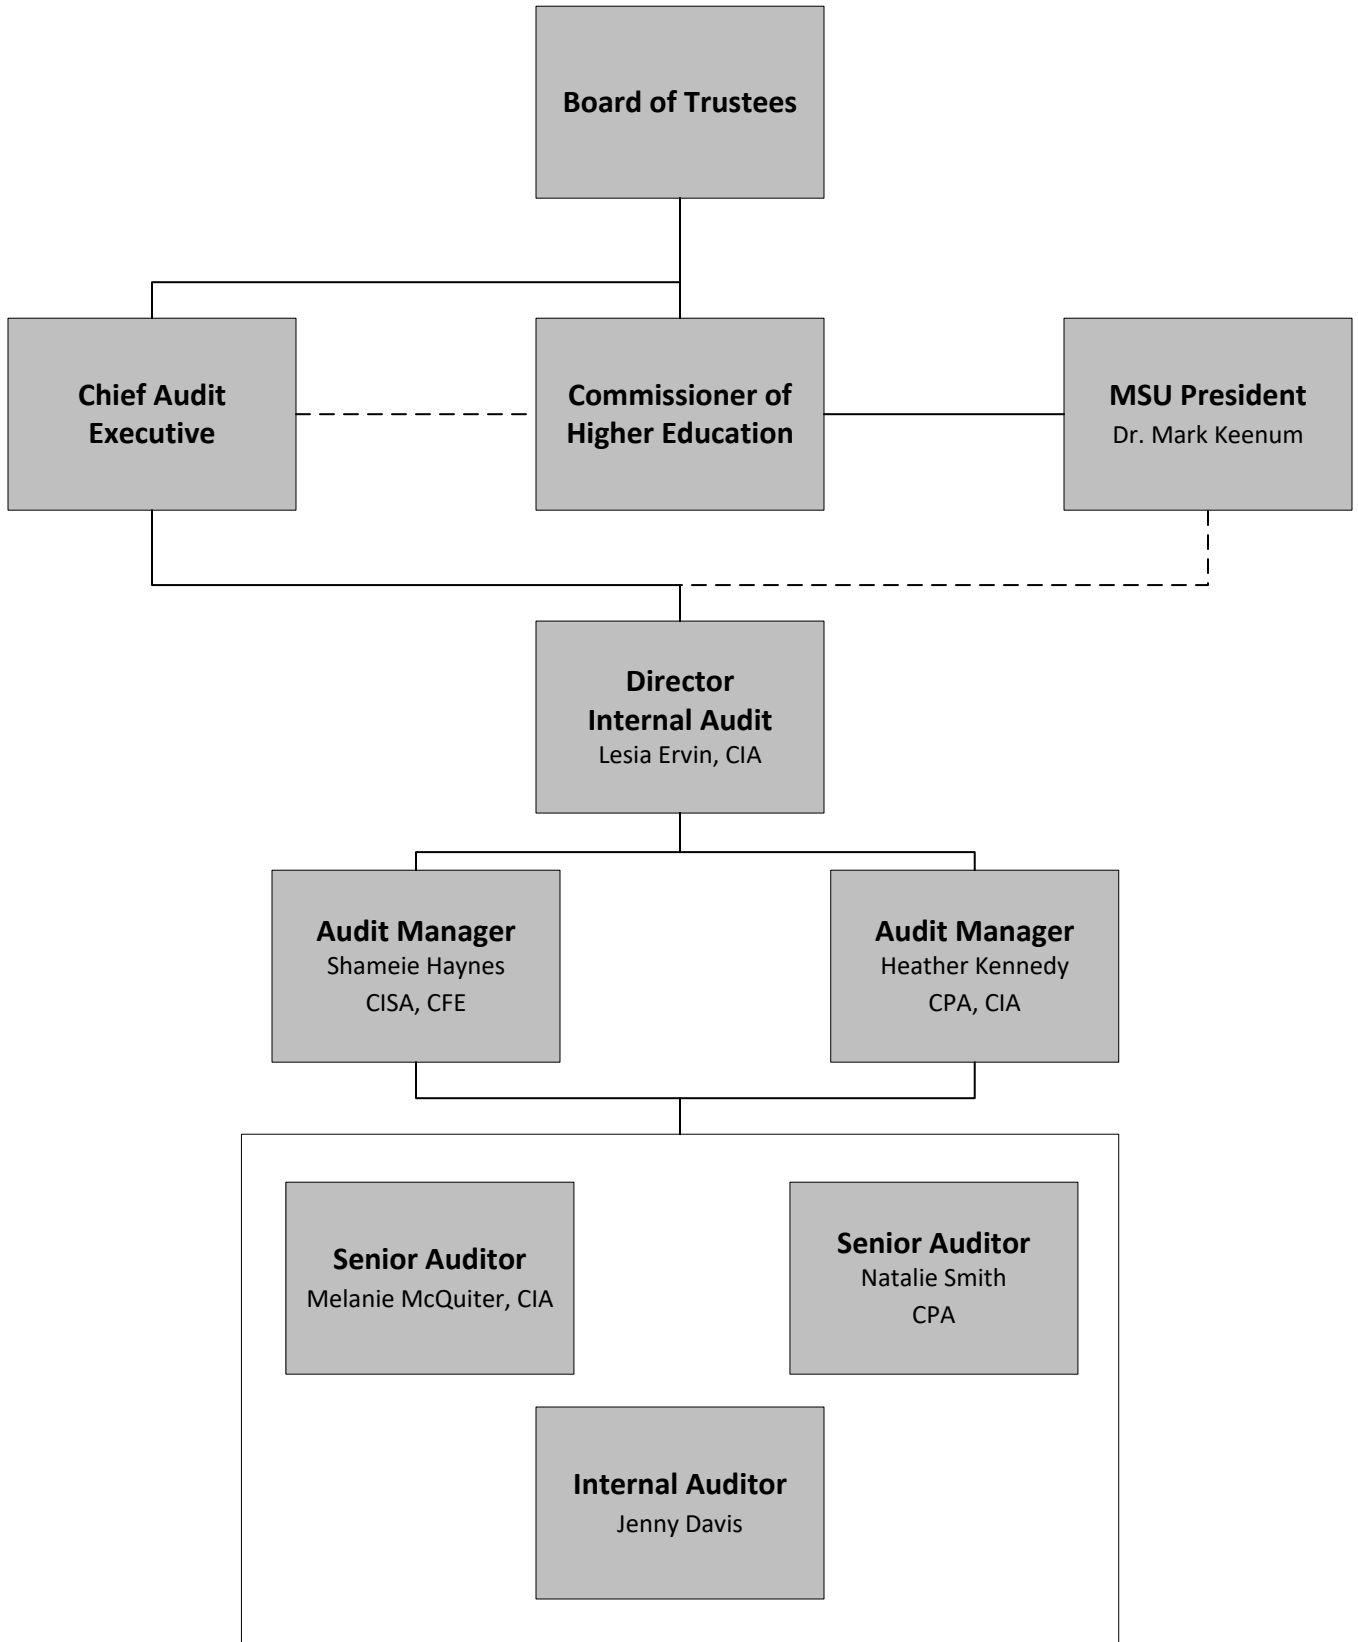 Board of Trustees
Chief Audit
Executive
Commissioner of
Higher Education
MSU President
Dr. Mark Keenum
Director
Internal Audit
Lesia Ervin, CIA
Audit Manager
Shameie Haynes
CISA, CFE
Audit Manager
Heather Kennedy
CPA, CIA
Senior Auditor
Melanie McQuiter, CIA
Senior Auditor
Natalie Smith
CPA
Internal Auditor
Jenny Davis